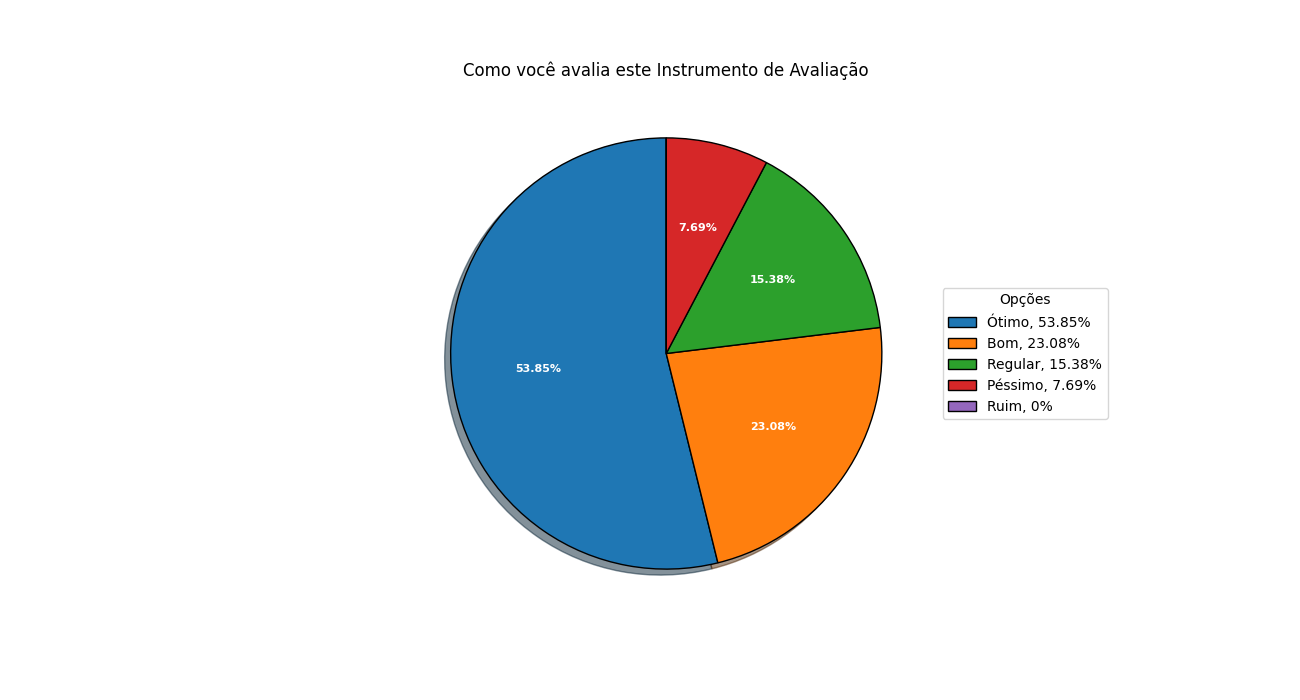 Como você avalia este Instrumento de Avaliação
7.69%
15.38%
53.85%
23.08%
Opções
Ótimo, 53.85%
Bom, 23.08%
Regular, 15.38%
Péssimo, 7.69%
Ruim, 0%